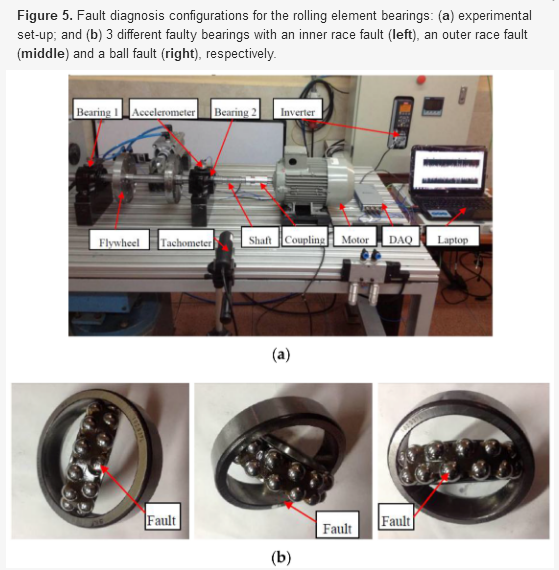 Figure 5. Fault diagnosis configurations for the rolling element bearings: (a) experimental
set-up; and (b) 3 different faulty bearings with an inner race fault (left), an outer race fault
(middle) and a ball fault (right), respectively.
Bearing 1 Accelerometer Bearing 2 Inverter
Flywheel Tachometer Shaft Coupling Motor DAQ Laptop
(a)
Fault Fault Fault
(b)